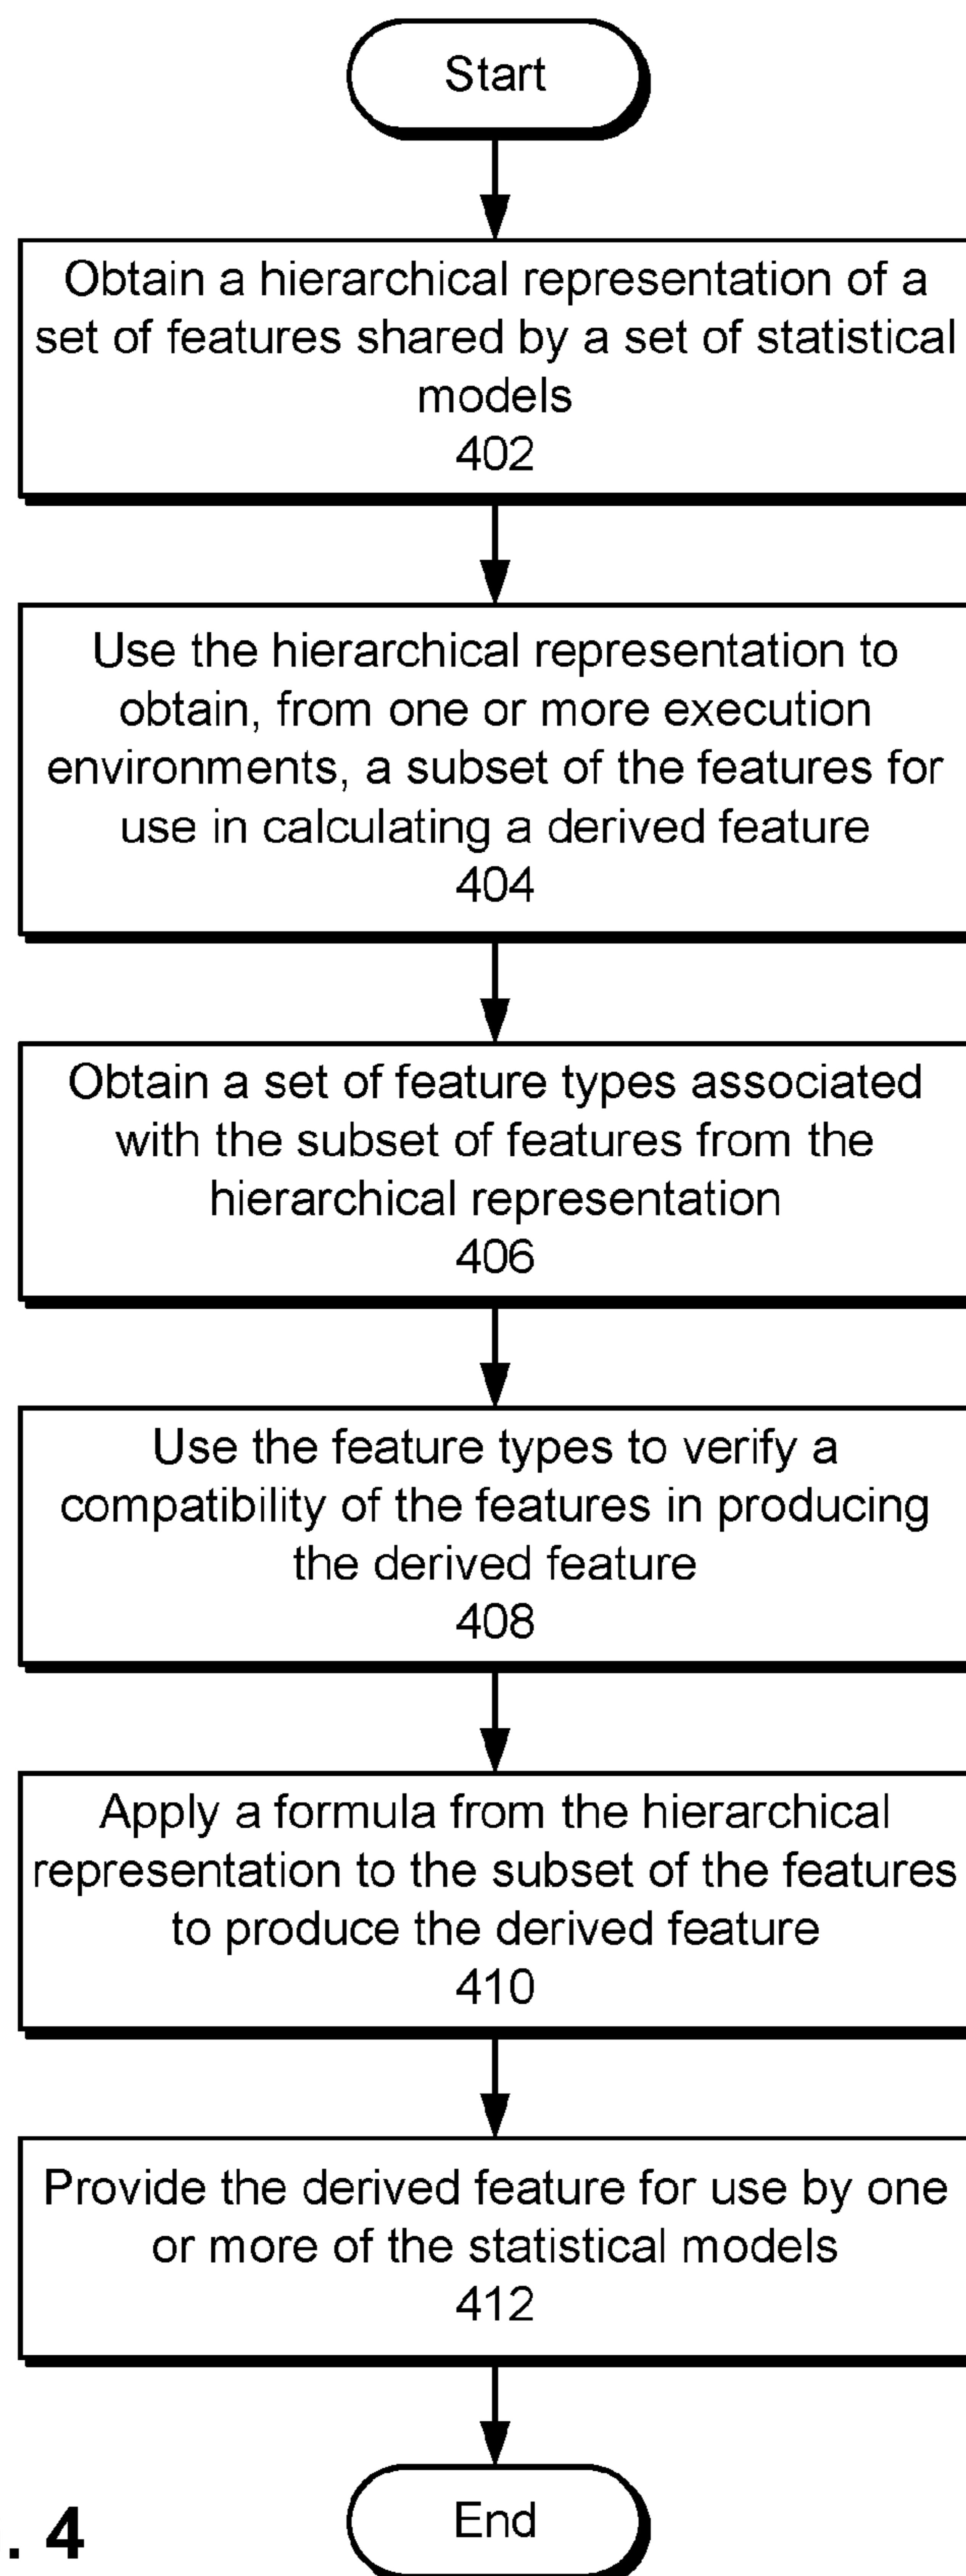 Start
Obtain a hierarchical representation of a
set of features shared by a set of statistical
models
402
Use the hierarchical representation to
obtain, from one or more execution
environments, a subset of the features for
use in calculating a derived feature
404
Obtain a set of feature types associated
with the subset of features from the
hierarchical representation
406
Use the feature types to verify a
compatibility of the features in producing
the derived feature
408
Apply a formula from the hierarchical
representation to the subset of the features
to produce the derived feature
410
Provide the derived feature for use by one
or more of the statistical models
412
End
. 4